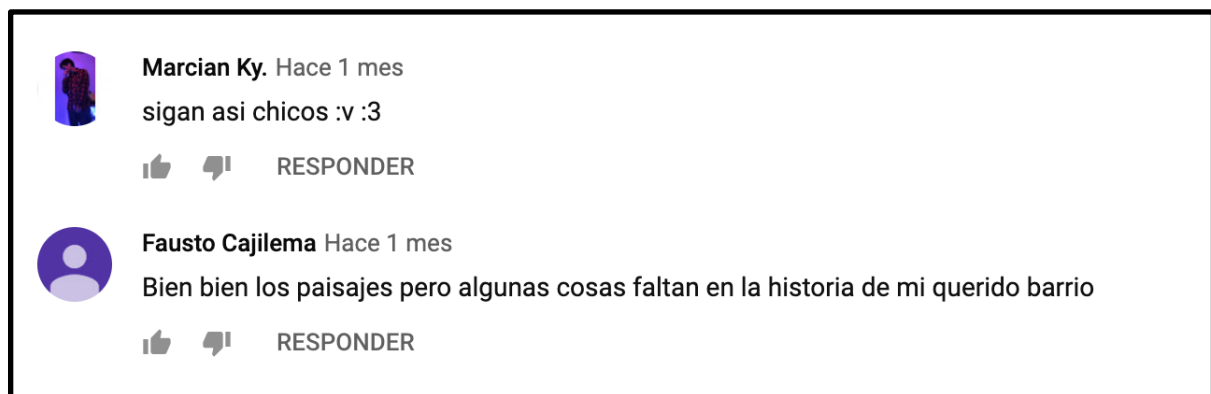 Marcian Ky. Hace 1 mes
sigan asi chicos :v :3
RESPONDER
Fausto Cajilema Hace 1 mes
Bien bien los paisajes pero algunas cosas faltan en la historia de mi querido barrio
RESPONDER